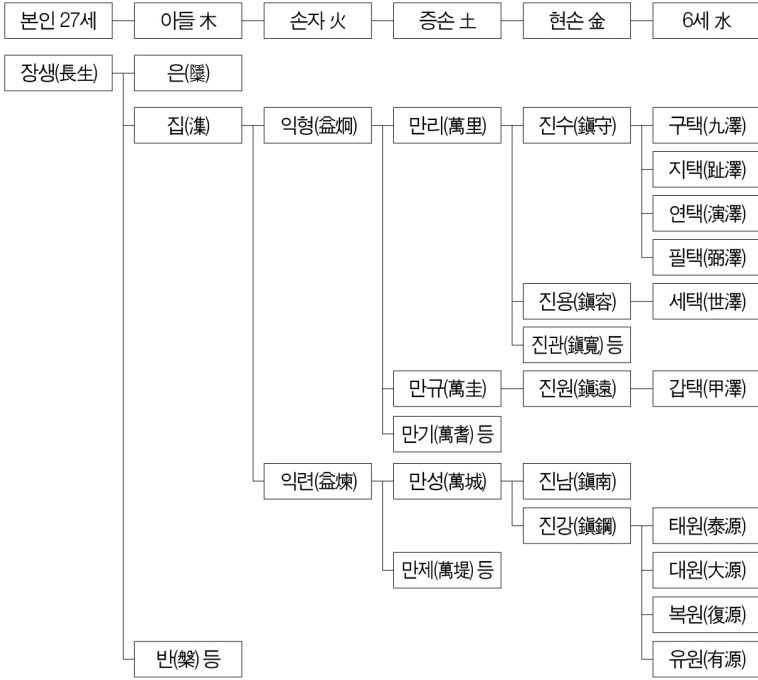 본인 27세 아들 木 손자 火 증손 土 현손 金 6세 水
장생(長生) 은(檃)
집(潗) 익형(益炯) 만리(萬里) 진수(鎭守) 구택(九澤)
지택(趾澤)
연택(演澤)
필택(弼澤)
진용(鎭容) 세택(世澤)
진관(鎭寬) 등
만규(萬圭) 진원(鎭遠) 갑택(甲澤)
만기(萬耆) 등
익련(益煉) 만성(萬城) 진남(鎭南)
진강(鎭鋼) 태원(泰源)
만제(萬堤) 등 대원(大源)
복원(復源)
반(槃) 등 유원(有源)